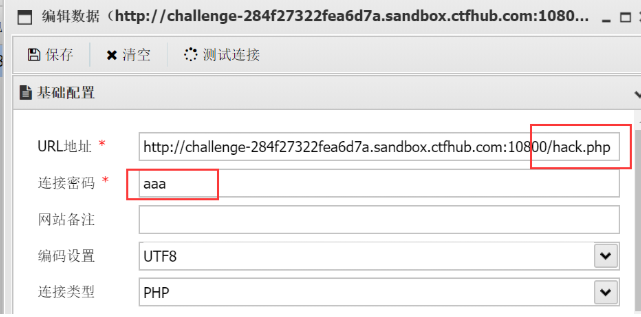 编辑数据（http://challenge-284f27322fea6d7a.sandbox.ctfhub.com:1080...
保存 清空 测试连接
基础配置
URL地址 * http://challenge-284f27322fea6d7a.sandbox.ctfhub.com:10800/hack.php
连接密码 * aaa
网站备注
编码设置 UTF8
连接类型 PHP